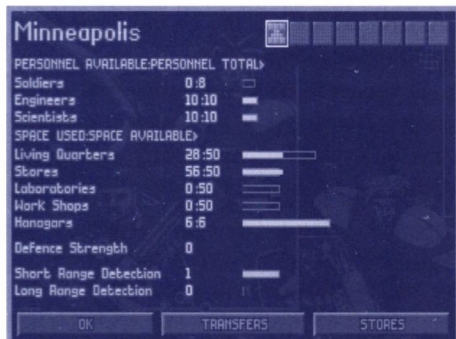 Minneapolis
PERSONNEL AVAILABLE:PERSONNEL TOTAL>
Soldiers 0:8
Engineers 10:10
Scientists 10:10
SPACE USED:SPACE AVAILABLE>
Living Quarters 28:50
Stores 56:50
Laboratories 0:50
Work Shops 0:50
Hanagars 6:6
Defence Strength 0
Short Range Detection 1
Long Range Detection 0
OK TRANSFERS STORES